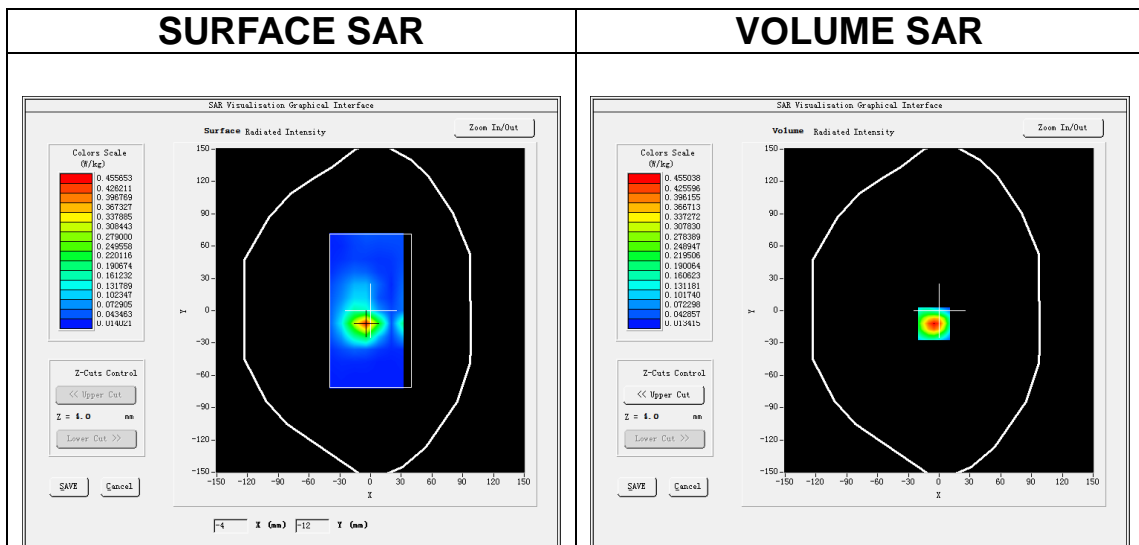 SURFACE SAR
VOLUME SAR
SAR Visualisation Graphical Interface
Surface Radiated Intensity
Zoom In/Out
Colors Scale
(W/kg)
0.455653
0.426211
0.396769
0.367327
0.337885
0.308443
0.279000
0.249558
0.220116
0.190674
0.161232
0.131789
0.102347
0.072905
0.043463
0.014021
Z-Cuts Control
<< Upper Cut
Z = 4.0 mm
Lower Cut >>
SAVE Cancel
150
120
90
60
30
0
-30
-60
-90
-120
-150
Y
-150 -120 -90 -60 -30 0 30 60 90 120 150
X
-4 X (mm) -12 Y (mm)
SAR Visualisation Graphical Interface
Volume Radiated Intensity
Zoom In/Out
Colors Scale
(W/kg)
0.455038
0.425596
0.396155
0.366713
0.337272
0.307830
0.278389
0.248947
0.219506
0.190064
0.160623
0.131181
0.101740
0.072298
0.042857
0.013415
Z-Cuts Control
<< Upper Cut
Z = 4.0 mm
Lower Cut >>
SAVE Cancel
150
120
90
60
30
0
-30
-60
-90
-120
-150
Y
-150 -120 -90 -60 -30 0 30 60 90 120 150
X